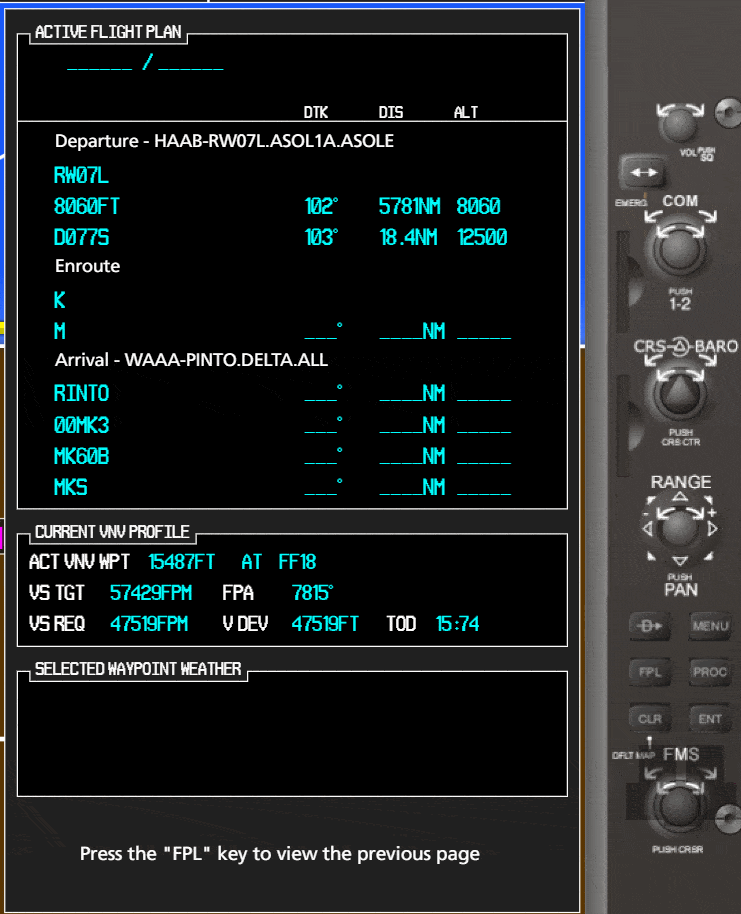 ACTIVE FLIGHT PLAN
______ / ______
DTK DIS ALT
Departure - HAAB-RW07L.ASOL1A.ASOLE
RW07L
8060FT 102° 5781NM 8060
D077S 103° 18.4NM 12500
Enroute
K
M ___° ____NM _____
Arrival - WAAA-PINTO.DELTA.ALL
RINTO ___° ____NM _____
00MK3 ___° ____NM _____
MK60B ___° ____NM _____
MKS ___° ____NM _____
CURRENT VNV PROFILE
ACT VNV WPT 15487FT AT FF18
VS TGT 57429FPM FPA 7815°
VS REQ 47519FPM V DEV 47519FT TOD 15:74
SELECTED WAYPOINT WEATHER
Press the "FPL" key to view the previous page
VOL PUSH SQ
EMERG
COM
PUSH
1-2
CRS BARO
PUSH
CRS CTR
RANGE
- +
PUSH
PAN
D MENU
FPL PROC
CLR ENT
DFLT MAP FMS
PUSH CRSR